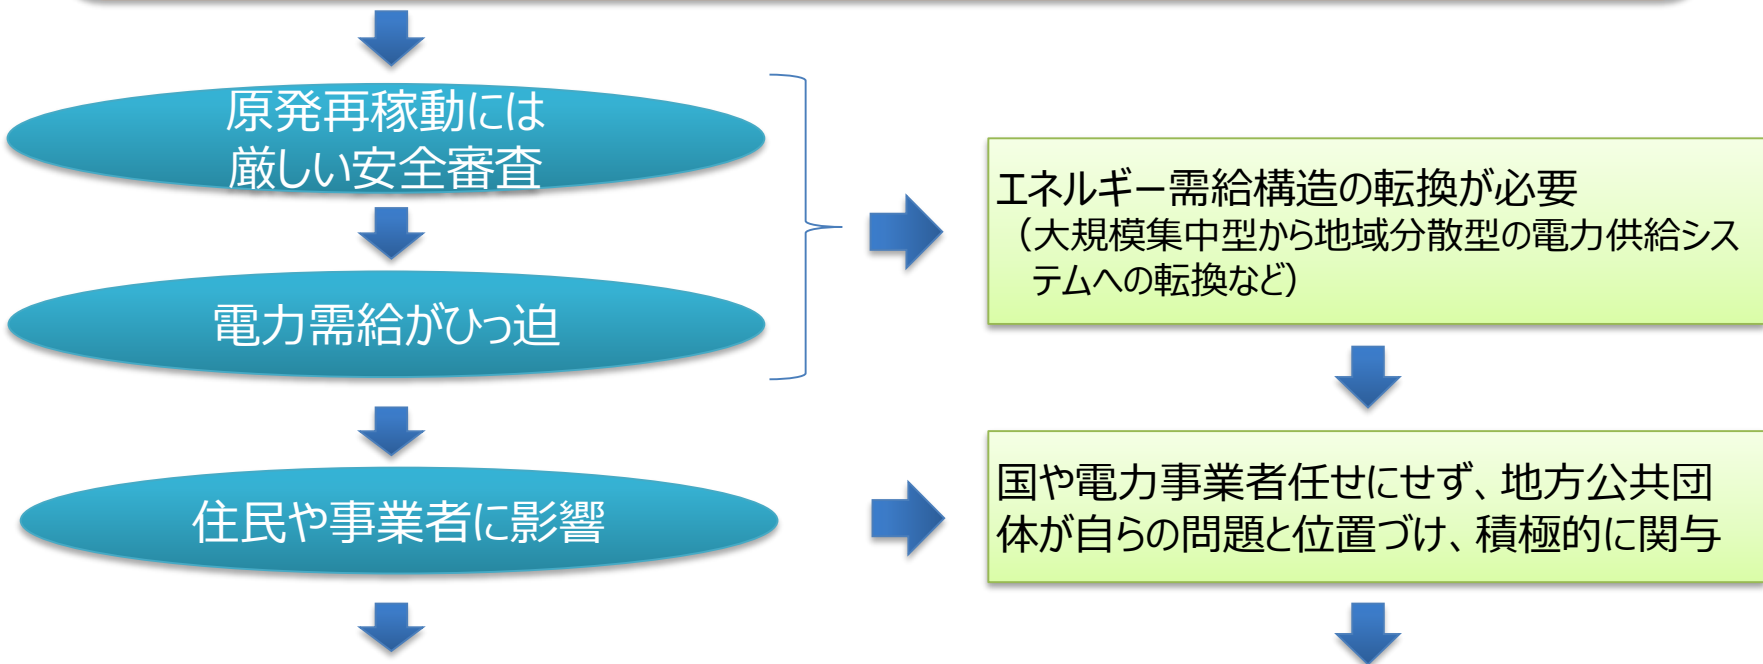 原発再稼動には
厳しい安全審査
電力需給がひっ迫
住民や事業者に影響
エネルギー需給構造の転換が必要
（大規模集中型から地域分散型の電力供給シス
テムへの転換など）
国や電力事業者任せにせず、地方公共団
体が自らの問題と位置づけ、積極的に関与